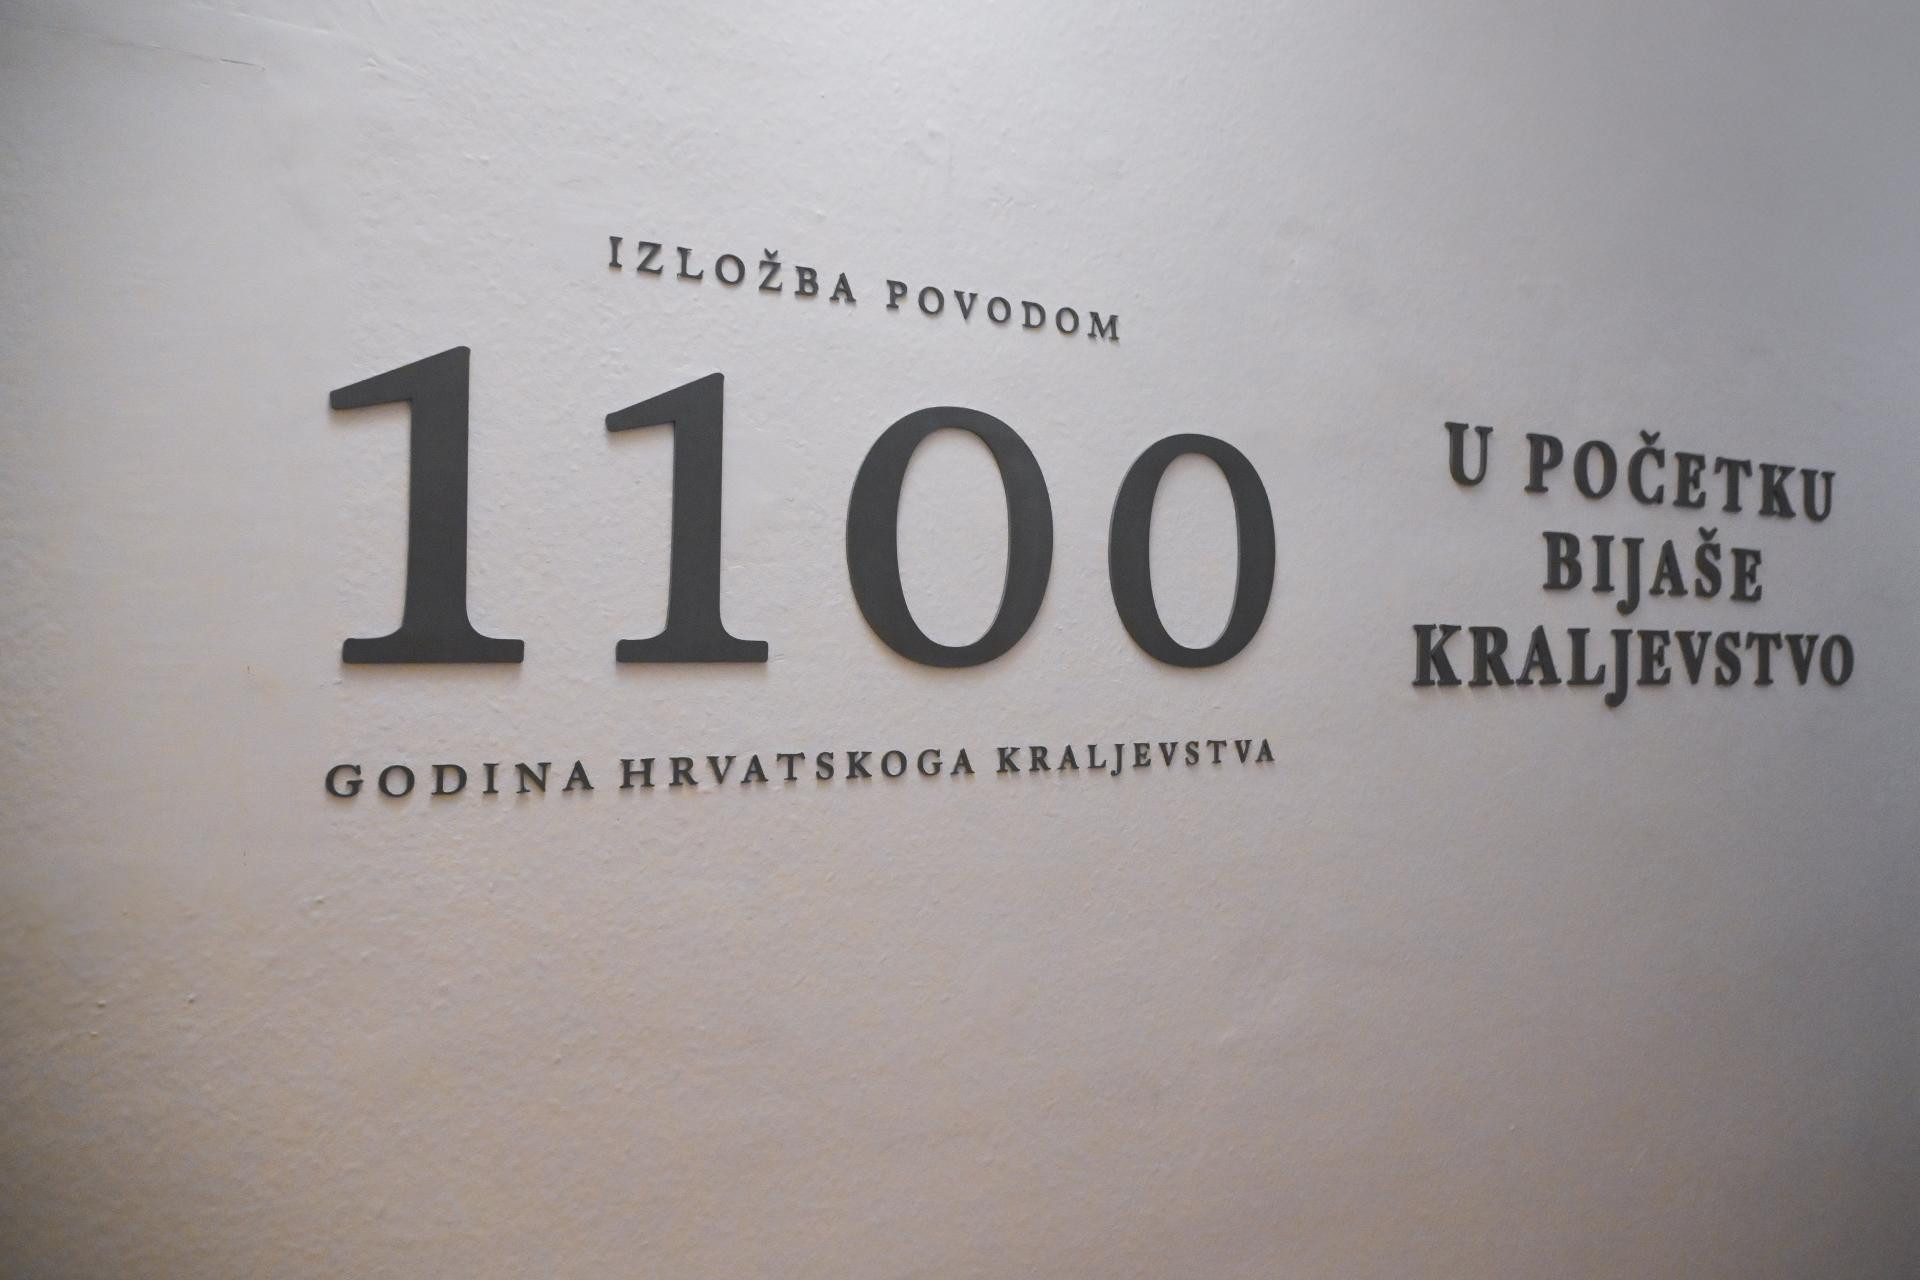 IZLOŽBA POVODOM
1100
GODINA HRVATSKOGA KRALJEVSTVA
U POČETKU
BIJAŠE
KRALJEVSTVO